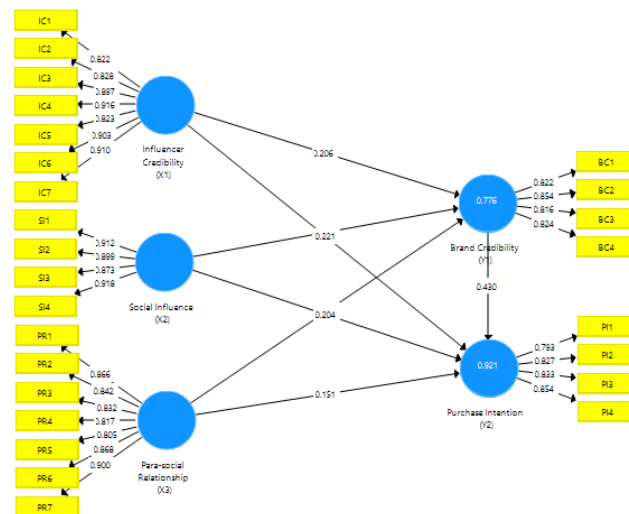 IC1
IC2
IC3
IC4
IC5
IC6
IC7
0.822
0.828
0.897
0.916
0.823
0.903
0.910
Influencer
Credibility
(X1)
SI1
SI2
SI3
SI4
0.912
0.899
0.873
0.918
Social Influence
(X2)
PR1
PR2
PR3
PR4
PR5
PR6
PR7
0.866
0.842
0.832
0.817
0.805
0.868
0.900
Para-social
Relationship
(X3)
0.206
0.221
0.204
0.151
0.776
Brand Credibility
(Y1)
0.430
0.921
Purchase Intention
(Y2)
0.822
0.854
0.816
0.824
BC1
BC2
BC3
BC4
0.793
0.827
0.833
0.854
PI1
PI2
PI3
PI4